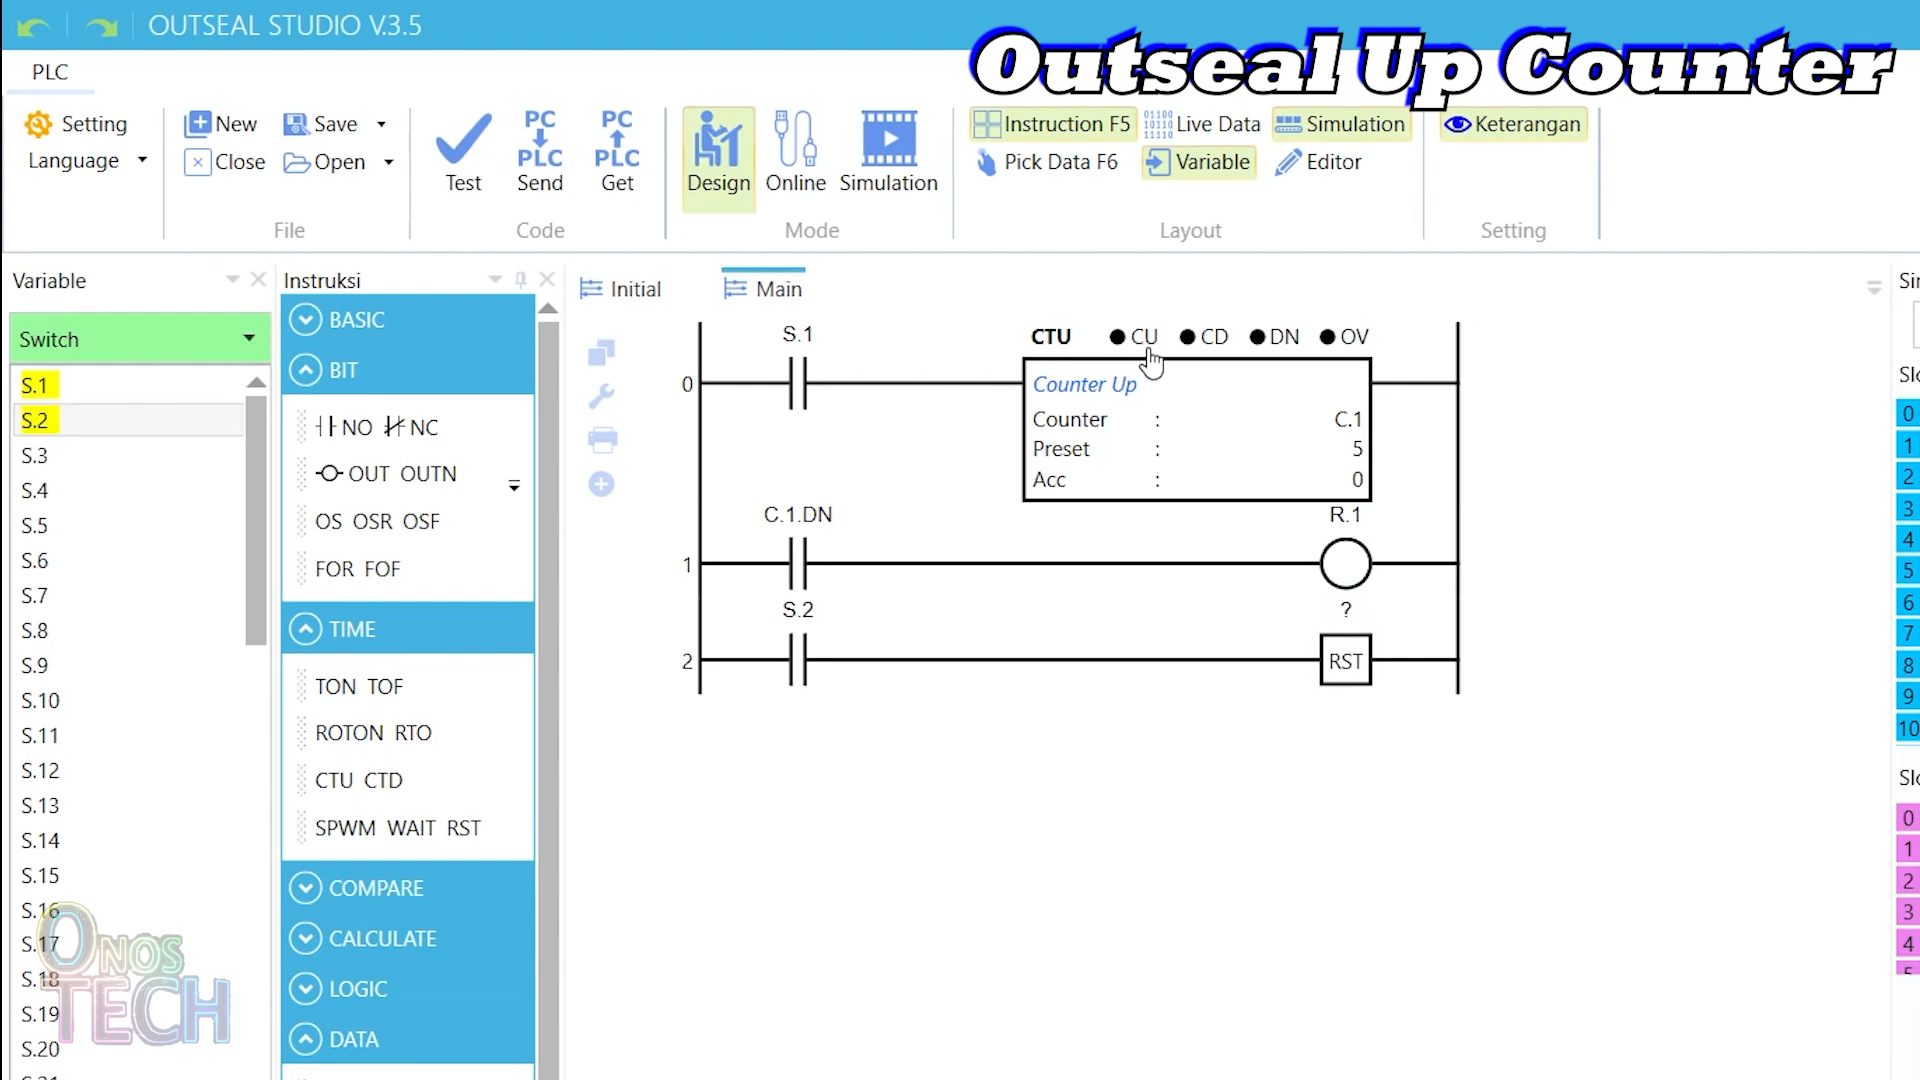 OUTSEAL STUDIO V.3.5
Outseal Up Counter
PLC
Setting
Language
New
Save
Close
Open
File
Test
PC
PLC
Send
PC
PLC
Get
Code
Design
Online
Simulation
Mode
Instruction F5
Live Data
Simulation
Pick Data F6
Variable
Editor
Layout
Keterangan
Setting
Variable
Switch
S.1
S.2
S.3
S.4
S.5
S.6
S.7
S.8
S.9
S.10
S.11
S.12
S.13
S.14
S.15
S.16
S.17
S.18
S.19
S.20
Instruksi
BASIC
BIT
NO NC
OUT OUTN
OS OSR OSF
FOR FOF
TIME
TON TOF
ROTON RTO
CTU CTD
SPWM WAIT RST
COMPARE
CALCULATE
LOGIC
DATA
Initial
Main
S.1
CTU CU CD DN OV
0
Counter Up
Counter : C.1
Preset : 5
Acc : 0
C.1.DN
R.1
1
S.2
?
2
RST
0
1
2
3
4
5
6
7
8
9
10
0
1
2
3
4
ONOS
TECH